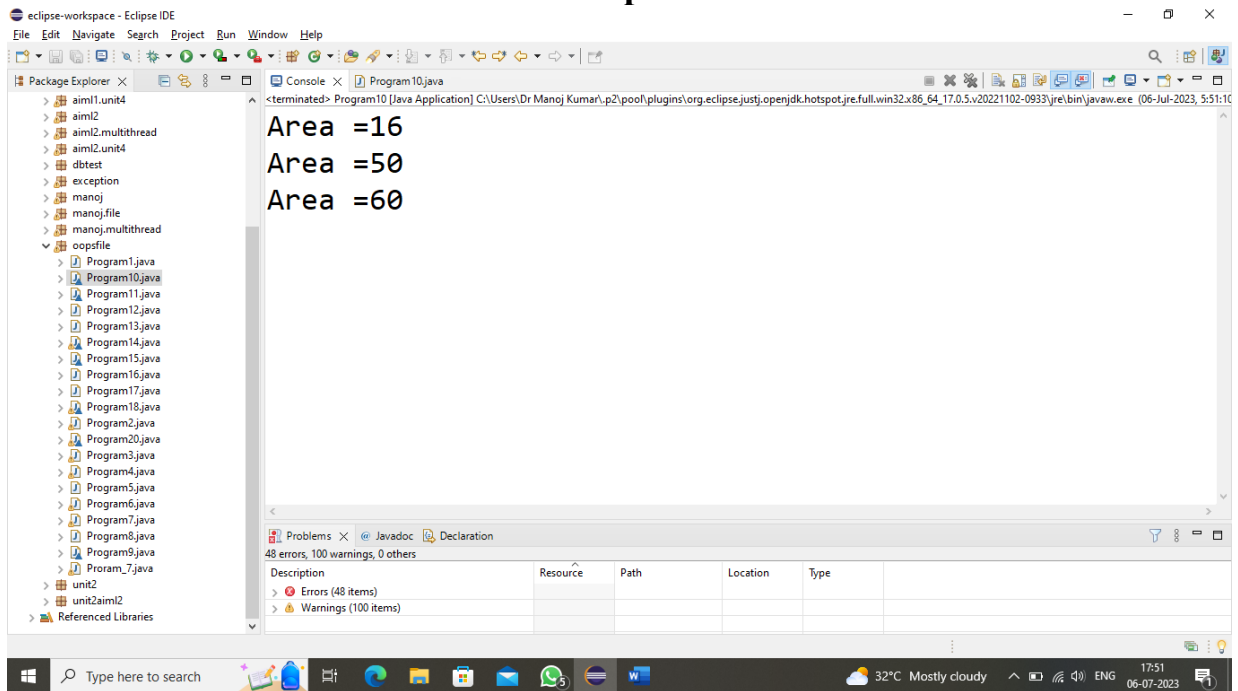 eclipse-workspace - Eclipse IDE
File Edit Navigate Search Project Run Window Help
Package Explorer
Console Program10.java
<terminated> Program10 [Java Application] C:\Users\Dr Manoj Kumar\.p2\pool\plugins\org.eclipse.justj.openjdk.hotspot.jre.full.win32.x86_64_17.0.5.v20221102-0933\jre\bin\javaw.exe (06-Jul-2023, 5:51:10
Area =16
Area =50
Area =60
aiml1.unit4
aiml2
aiml2.multithread
aiml2.unit4
dbtest
exception
manoj
manoj.file
manoj.multithread
oopsfile
Program1.java
Program10.java
Program11.java
Program12.java
Program13.java
Program14.java
Program15.java
Program16.java
Program17.java
Program18.java
Program2.java
Program20.java
Program3.java
Program4.java
Program5.java
Program6.java
Program7.java
Program8.java
Program9.java
Proram_7.java
unit2
unit2aiml2
Referenced Libraries
Problems @ Javadoc Declaration
48 errors, 100 warnings, 0 others
Description Resource Path Location Type
Errors (48 items)
Warnings (100 items)
Type here to search
5
W
32°C Mostly cloudy
ENG
17:51
06-07-2023
1